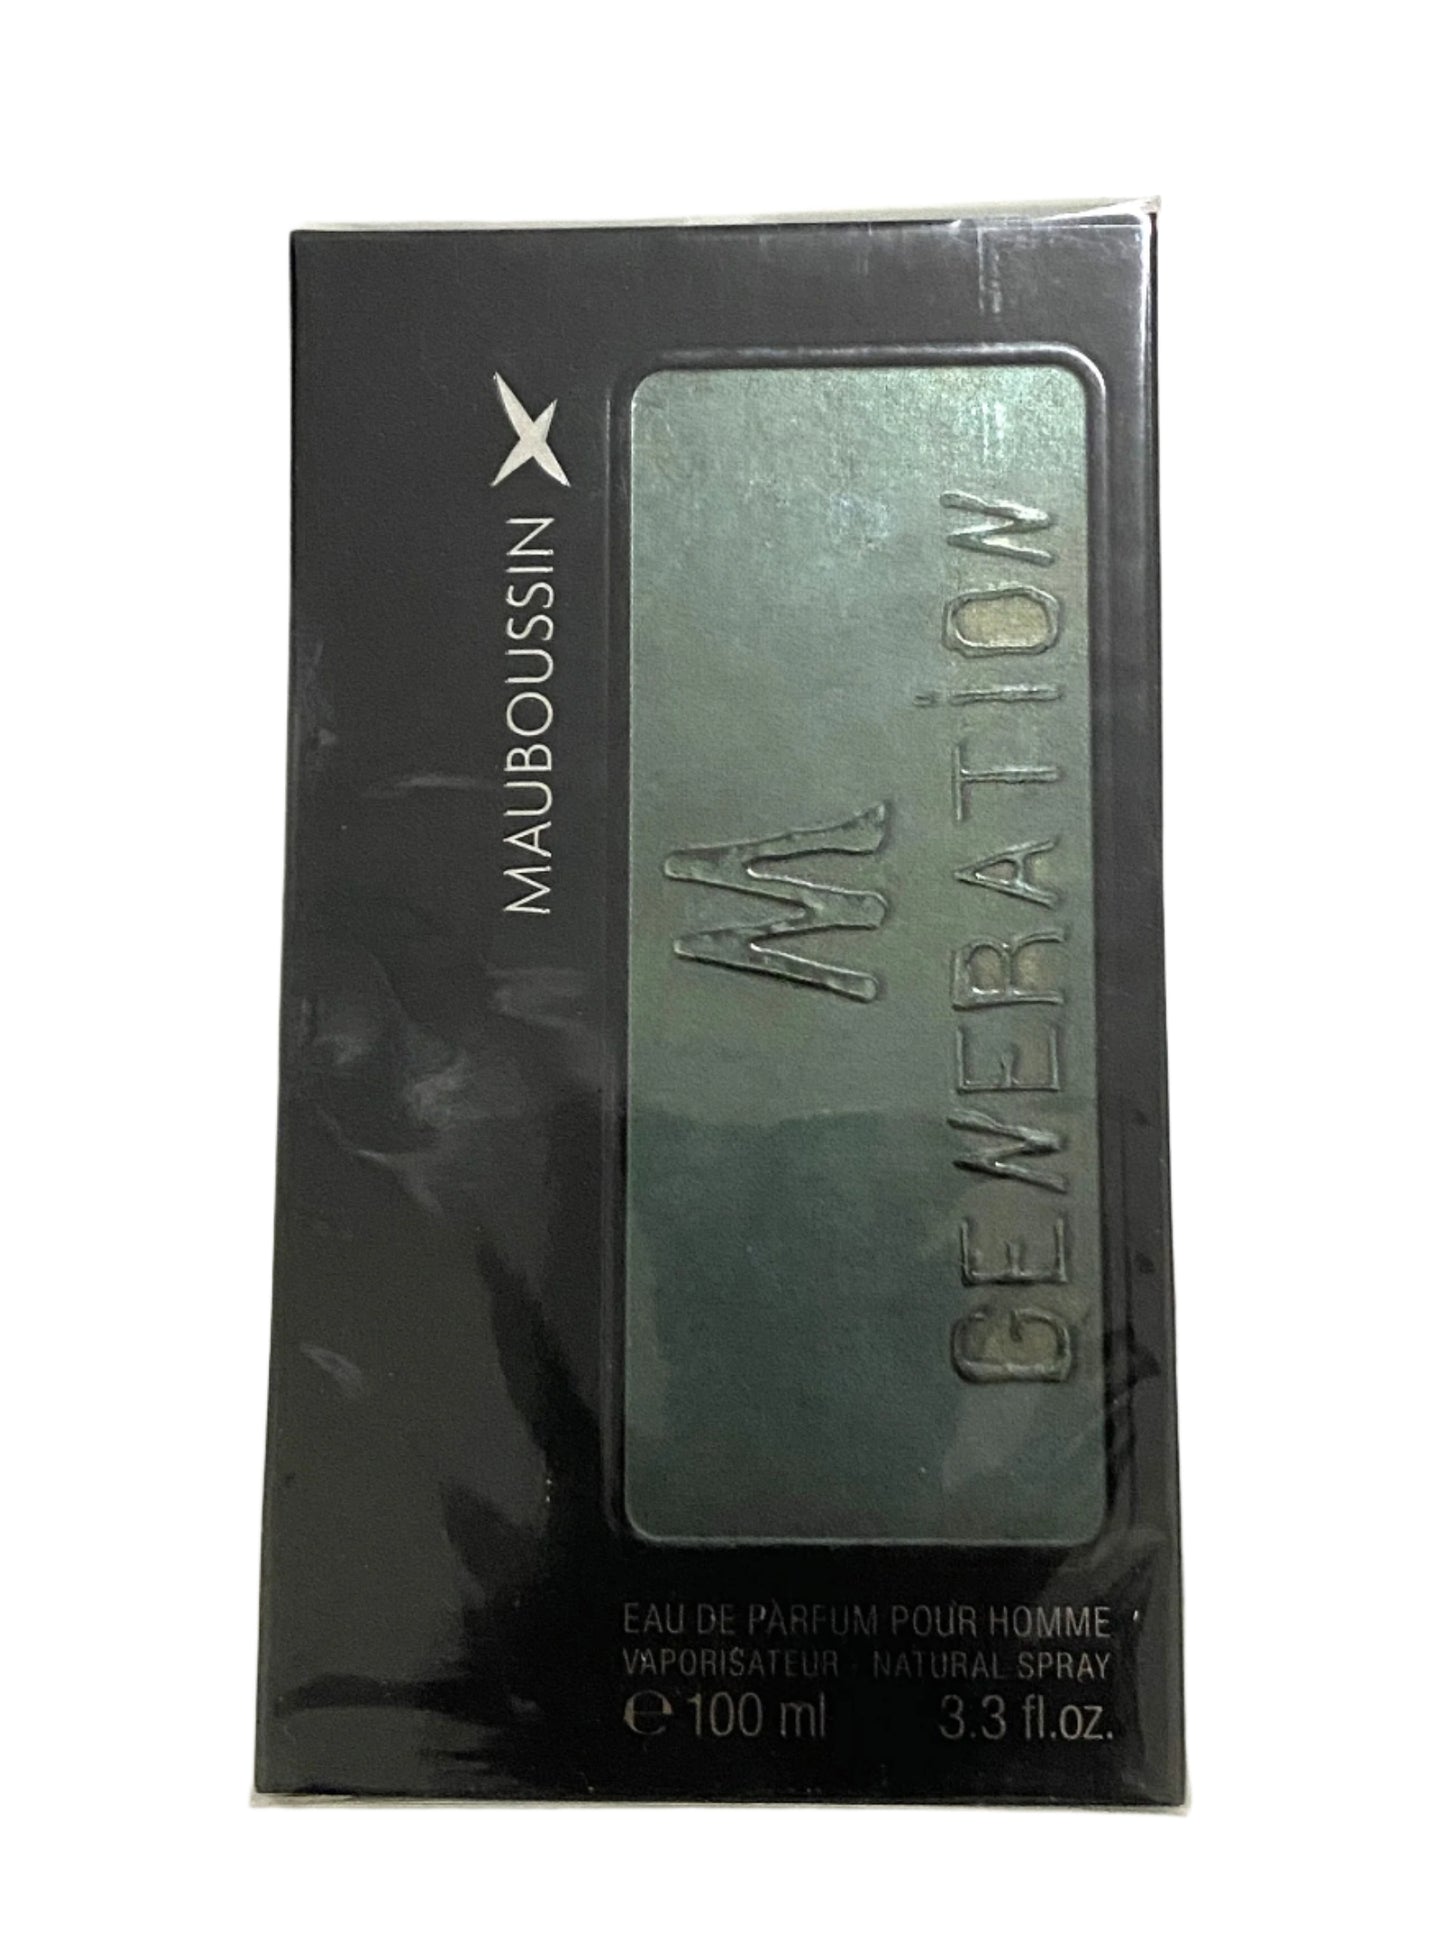 MAUBOUSSIN
M
GENERATiON
EAU DE PARFUM POUR HOMME
VAPORISATEUR - NATURAL SPRAY
℮ 100 ml 3.3 fl.oz.